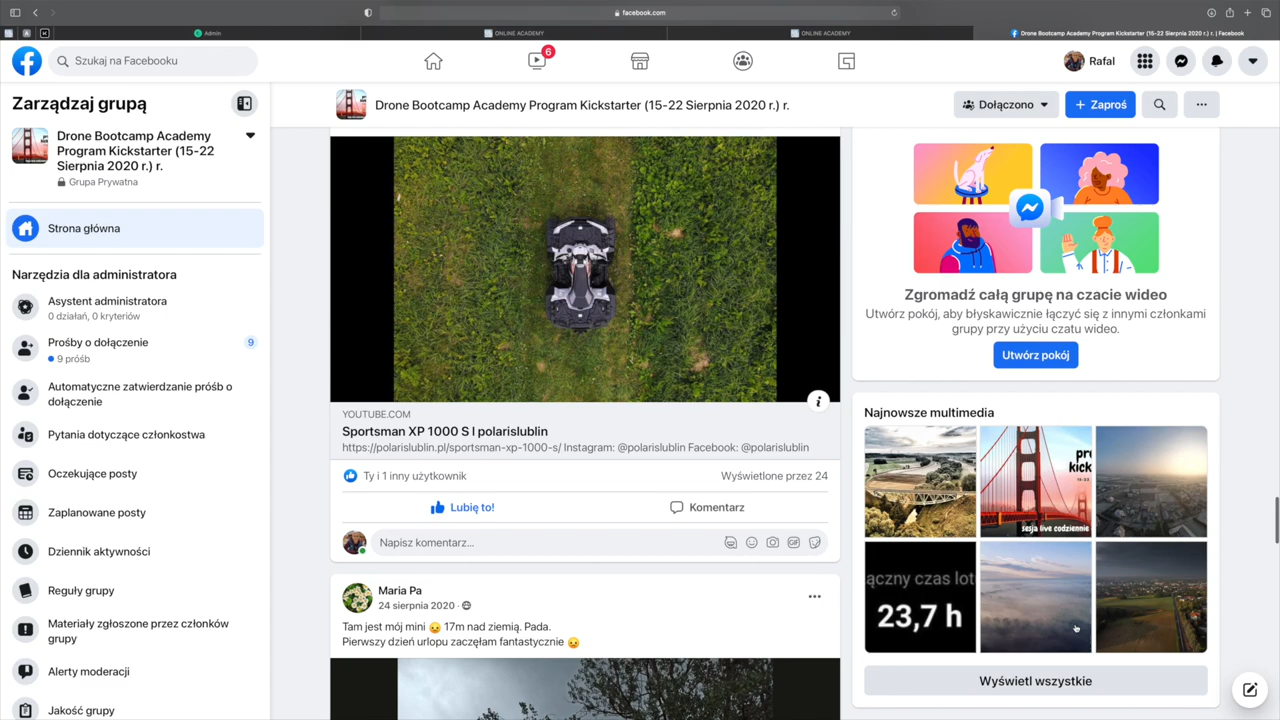 facebook.com
Admin
ONLINE ACADEMY
ONLINE ACADEMY
Drone Bootcamp Academy Program Kickstarter (15-22 Sierpnia 2020 r.) r. | Facebook
Szukaj na Facebooku
6
Rafal
Zarządzaj grupą
Drone Bootcamp Academy
Program Kickstarter (15-22
Sierpnia 2020 r.) r.
Grupa Prywatna
Strona główna
Narzędzia dla administratora
Asystent administratora
0 działań, 0 kryteriów
Prośby o dołączenie
9
9 próśb
Automatyczne zatwierdzanie próśb o
dołączenie
Pytania dotyczące członkostwa
Oczekujące posty
Zaplanowane posty
Dziennik aktywności
Reguły grupy
Materiały zgłoszone przez członków
grupy
Alerty moderacji
Jakość grupy
Drone Bootcamp Academy Program Kickstarter (15-22 Sierpnia 2020 r.) r.
Dołączono
+ Zaproś
YOUTUBE.COM
Sportsman XP 1000 S I polarislublin
https://polarislublin.pl/sportsman-xp-1000-s/ Instagram: @polarislublin Facebook: @polarislublin
Ty i 1 inny użytkownik
Wyświetlone przez 24
Lubię to!
Komentarz
Napisz komentarz...
GIF
Maria Pa
24 sierpnia 2020 ·
Tam jest mój mini 😣 17m nad ziemią. Pada.
Pierwszy dzień urlopu zaczęłam fantastycznie 😣
Zgromadź całą grupę na czacie wideo
Utwórz pokój, aby błyskawicznie łączyć się z innymi członkami
grupy przy użyciu czatu wideo.
Utwórz pokój
Najnowsze multimedia
pr
kick
15-22.
sesja live codziennie
ączny czas lot
23,7 h
Wyświetl wszystkie